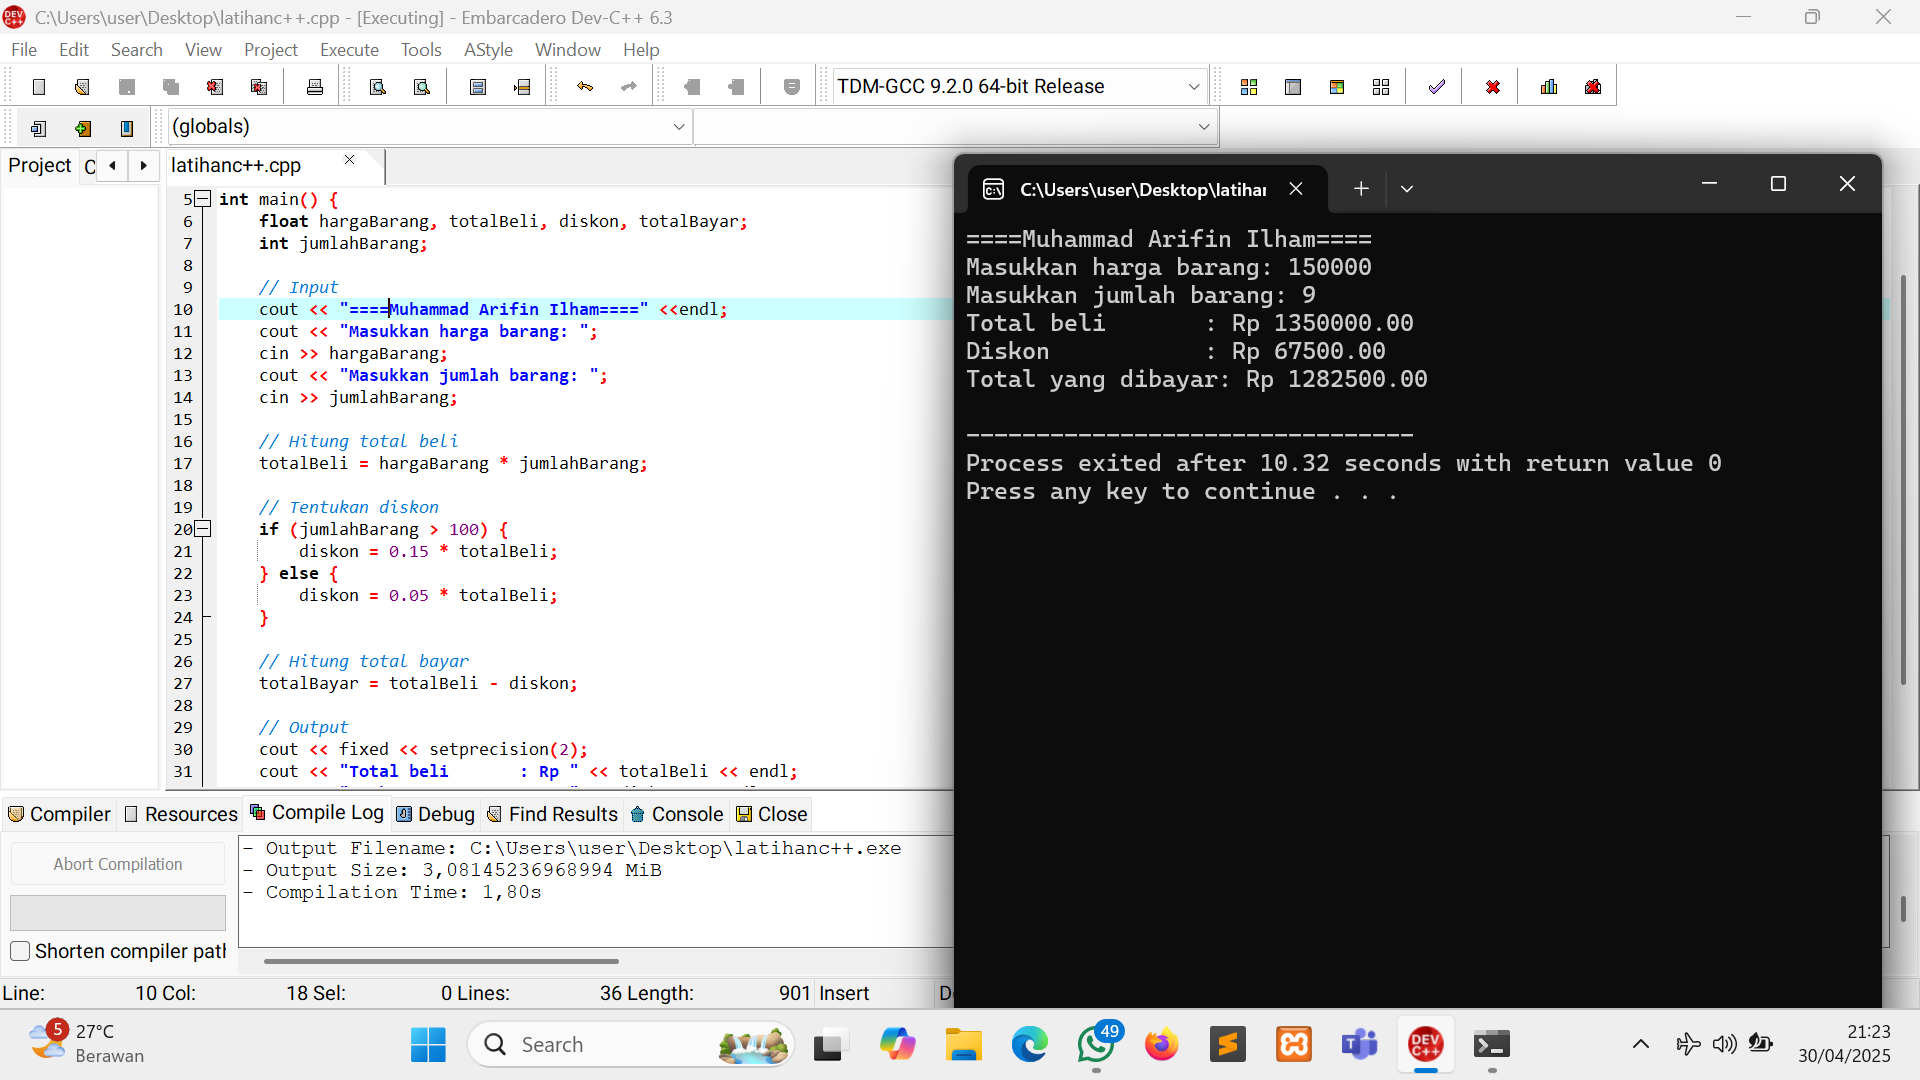 C:\Users\user\Desktop\latihanc++.cpp - [Executing] - Embarcadero Dev-C++ 6.3
File Edit Search View Project Execute Tools AStyle Window Help
TDM-GCC 9.2.0 64-bit Release
(globals)
Project
latihanc++.cpp
5 int main() {
6 float hargaBarang, totalBeli, diskon, totalBayar;
7 int jumlahBarang;
8
9 // Input
10 cout << "====Muhammad Arifin Ilham====" <<endl;
11 cout << "Masukkan harga barang: ";
12 cin >> hargaBarang;
13 cout << "Masukkan jumlah barang: ";
14 cin >> jumlahBarang;
15
16 // Hitung total beli
17 totalBeli = hargaBarang * jumlahBarang;
18
19 // Tentukan diskon
20 if (jumlahBarang > 100) {
21 diskon = 0.15 * totalBeli;
22 } else {
23 diskon = 0.05 * totalBeli;
24 }
25
26 // Hitung total bayar
27 totalBayar = totalBeli - diskon;
28
29 // Output
30 cout << fixed << setprecision(2);
31 cout << "Total beli       : Rp " << totalBeli << endl;
C:\Users\user\Desktop\latihar
====Muhammad Arifin Ilham====
Masukkan harga barang: 150000
Masukkan jumlah barang: 9
Total beli       : Rp 1350000.00
Diskon           : Rp 67500.00
Total yang dibayar: Rp 1282500.00
--------------------------------
Process exited after 10.32 seconds with return value 0
Press any key to continue . . .
Compiler Resources Compile Log Debug Find Results Console Close
Abort Compilation
Shorten compiler path
- Output Filename: C:\Users\user\Desktop\latihanc++.exe
- Output Size: 3,08145236968994 MiB
- Compilation Time: 1,80s
Line: 10 Col: 18 Sel: 0 Lines: 36 Length: 901 Insert
5
27°C
Berawan
Search
49
DEV C++
21:23
30/04/2025